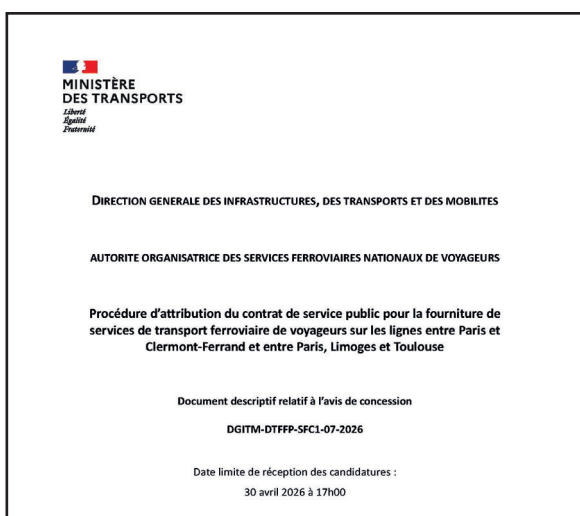 MINISTÈRE
DES TRANSPORTS
Liberté
Égalité
Fraternité
DIRECTION GENERALE DES INFRASTRUCTURES, DES TRANSPORTS ET DES MOBILITES
AUTORITE ORGANISATRICE DES SERVICES FERROVIAIRES NATIONAUX DE VOYAGEURS
Procédure d'attribution du contrat de service public pour la fourniture de
services de transport ferroviaire de voyageurs sur les lignes entre Paris et
Clermont-Ferrand et entre Paris, Limoges et Toulouse
Document descriptif relatif à l'avis de concession
DGITM-DTFFP-SFC1-07-2026
Date limite de réception des candidatures :
30 avril 2026 à 17h00